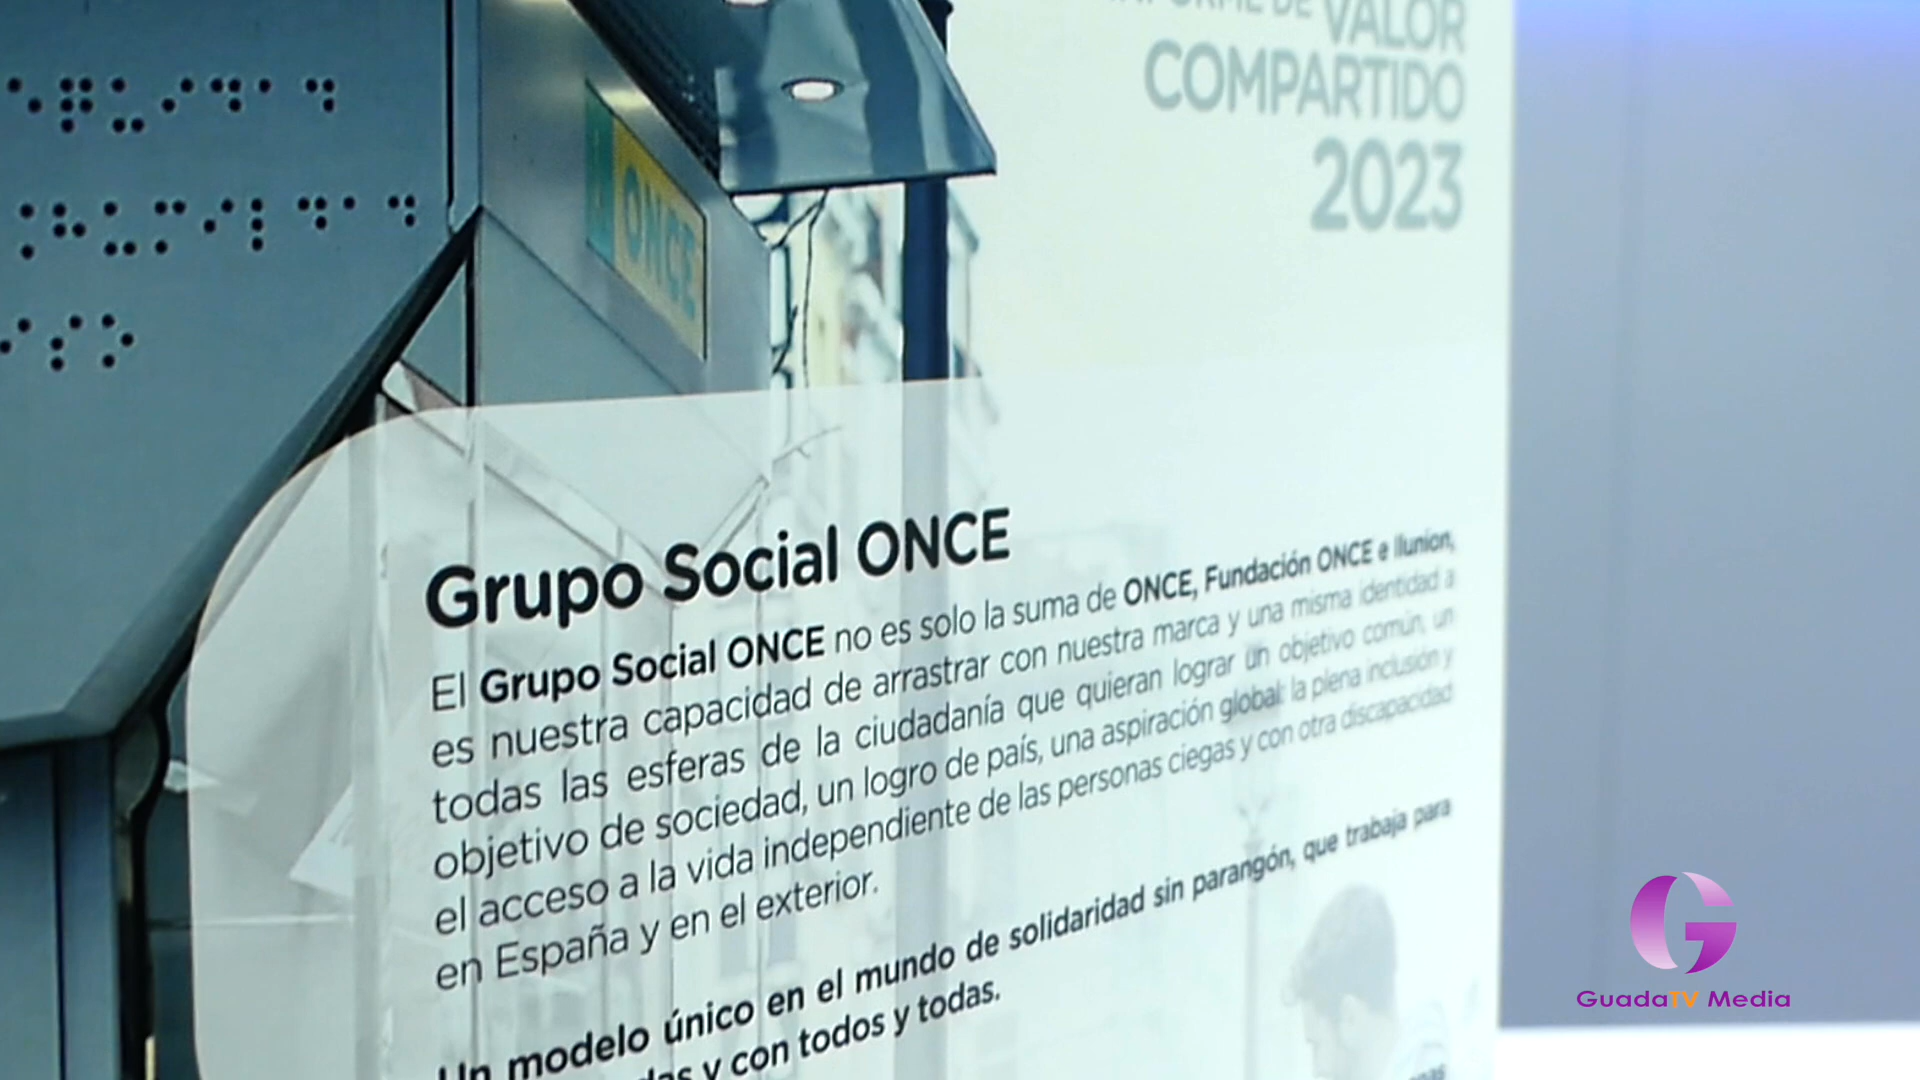 INFORME DE VALOR
COMPARTIDO
2023
ONCE
Grupo Social ONCE
El Grupo Social ONCE no es solo la suma de ONCE, Fundación ONCE e Ilunion,
es nuestra capacidad de arrastrar con nuestra marca y una misma identidad a
todas las esferas de la ciudadanía que quieran lograr un objetivo común, un
objetivo de sociedad, un logro de país, una aspiración global: la plena inclusión y
el acceso a la vida independiente de las personas ciegas y con otra discapacidad
en España y en el exterior.
Un modelo único en el mundo de solidaridad sin parangón, que trabaja para
y con todos y todas.
GuadaTV Media